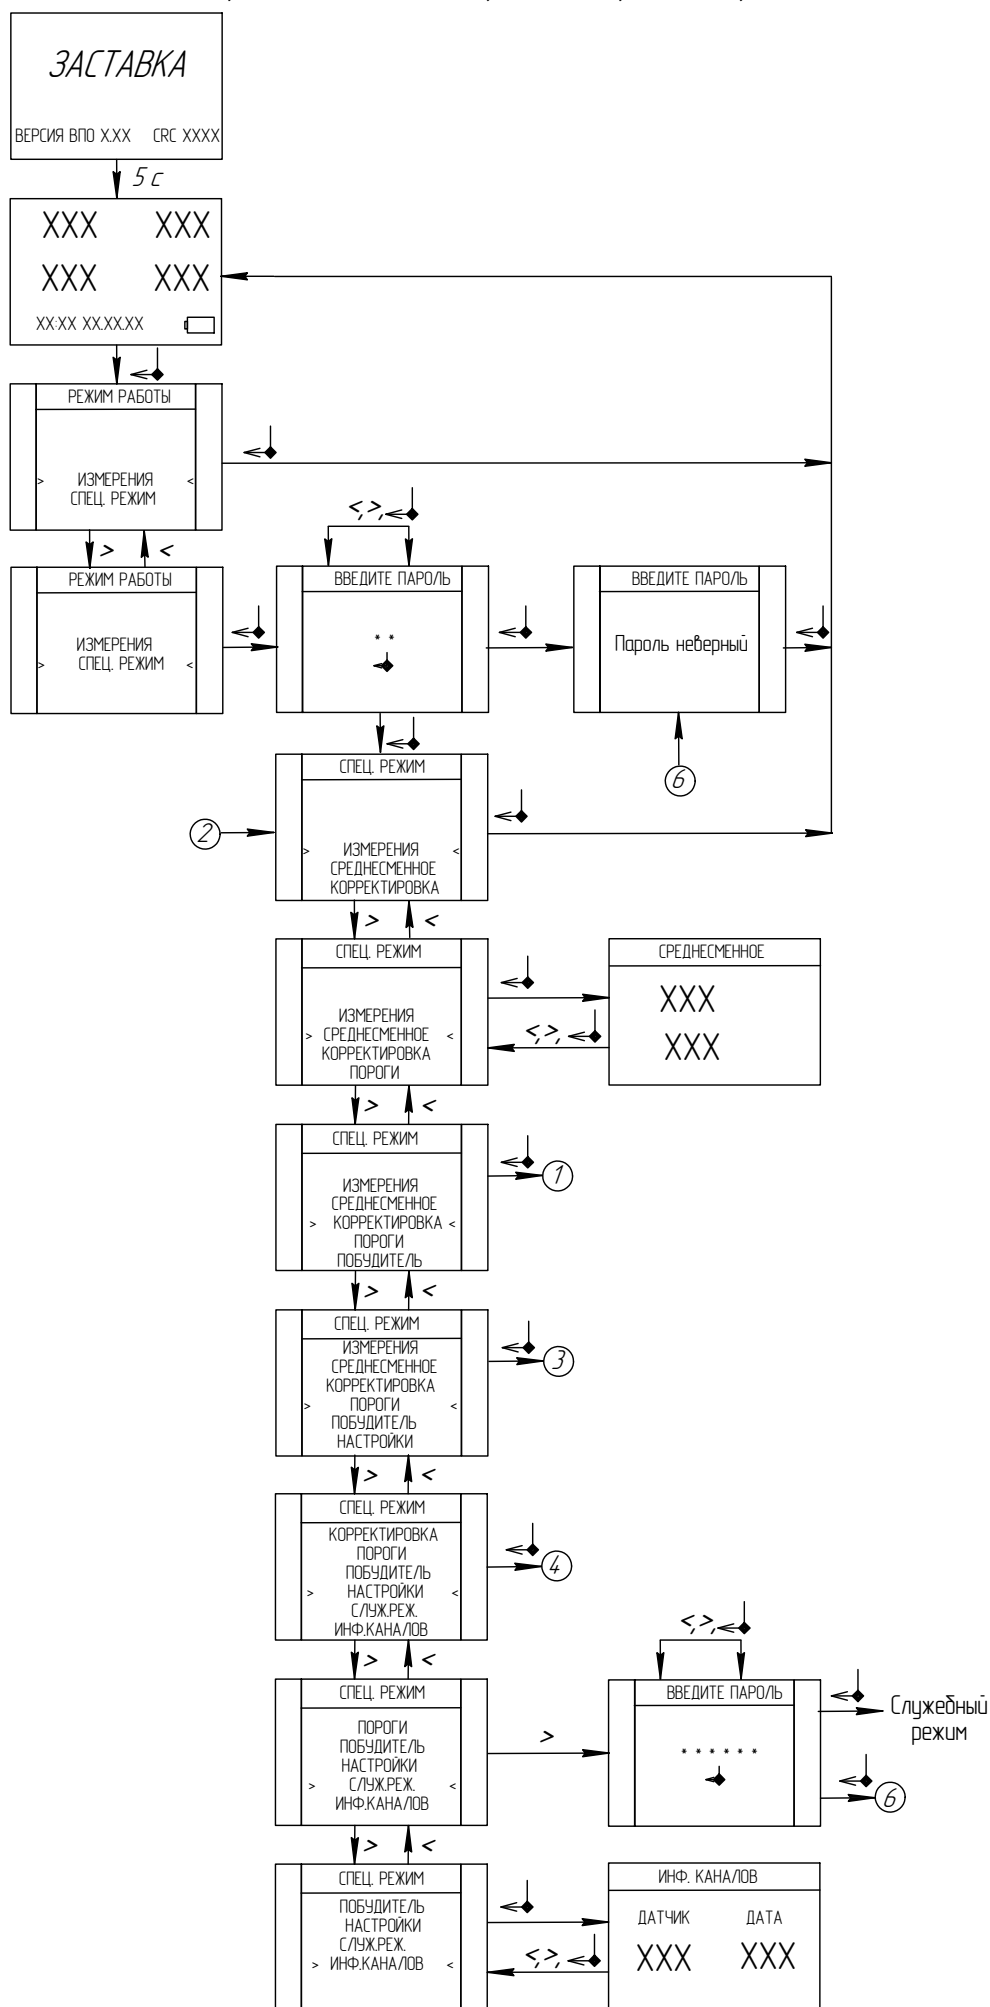 ЗАСТАВКА
ВЕРСИЯ ВПО X.XX CRC XXXX
5 с
XXX XXX
XXX XXX
XX:XX XX.XX.XX
РЕЖИМ РАБОТЫ
> ИЗМЕРЕНИЯ <
СПЕЦ. РЕЖИМ
> <
РЕЖИМ РАБОТЫ
ИЗМЕРЕНИЯ
> СПЕЦ. РЕЖИМ <
<,>,
ВВЕДИТЕ ПАРОЛЬ
* *
ВВЕДИТЕ ПАРОЛЬ
Пароль неверный
6
2
СПЕЦ. РЕЖИМ
> ИЗМЕРЕНИЯ <
СРЕДНЕСМЕННОЕ
КОРРЕКТИРОВКА
> <
СПЕЦ. РЕЖИМ
ИЗМЕРЕНИЯ
> СРЕДНЕСМЕННОЕ <
КОРРЕКТИРОВКА
ПОРОГИ
<,>,
СРЕДНЕСМЕННОЕ
XXX
XXX
> <
СПЕЦ. РЕЖИМ
ИЗМЕРЕНИЯ
СРЕДНЕСМЕННОЕ
> КОРРЕКТИРОВКА <
ПОРОГИ
ПОБУДИТЕЛЬ
1
> <
СПЕЦ. РЕЖИМ
ИЗМЕРЕНИЯ
СРЕДНЕСМЕННОЕ
КОРРЕКТИРОВКА
> ПОРОГИ <
ПОБУДИТЕЛЬ
НАСТРОЙКИ
3
> <
СПЕЦ. РЕЖИМ
КОРРЕКТИРОВКА
ПОРОГИ
ПОБУДИТЕЛЬ
> НАСТРОЙКИ <
СЛУЖ.РЕЖ.
ИНФ.КАНАЛОВ
4
> <
СПЕЦ. РЕЖИМ
ПОРОГИ
ПОБУДИТЕЛЬ
НАСТРОЙКИ
> СЛУЖ.РЕЖ. <
ИНФ.КАНАЛОВ
>
<,>,
ВВЕДИТЕ ПАРОЛЬ
* * * * * *
Служебный
режим
6
> <
СПЕЦ. РЕЖИМ
ПОБУДИТЕЛЬ
НАСТРОЙКИ
СЛУЖ.РЕЖ.
> ИНФ.КАНАЛОВ <
<,>,
ИНФ. КАНАЛОВ
ДАТЧИК ДАТА
XXX XXX